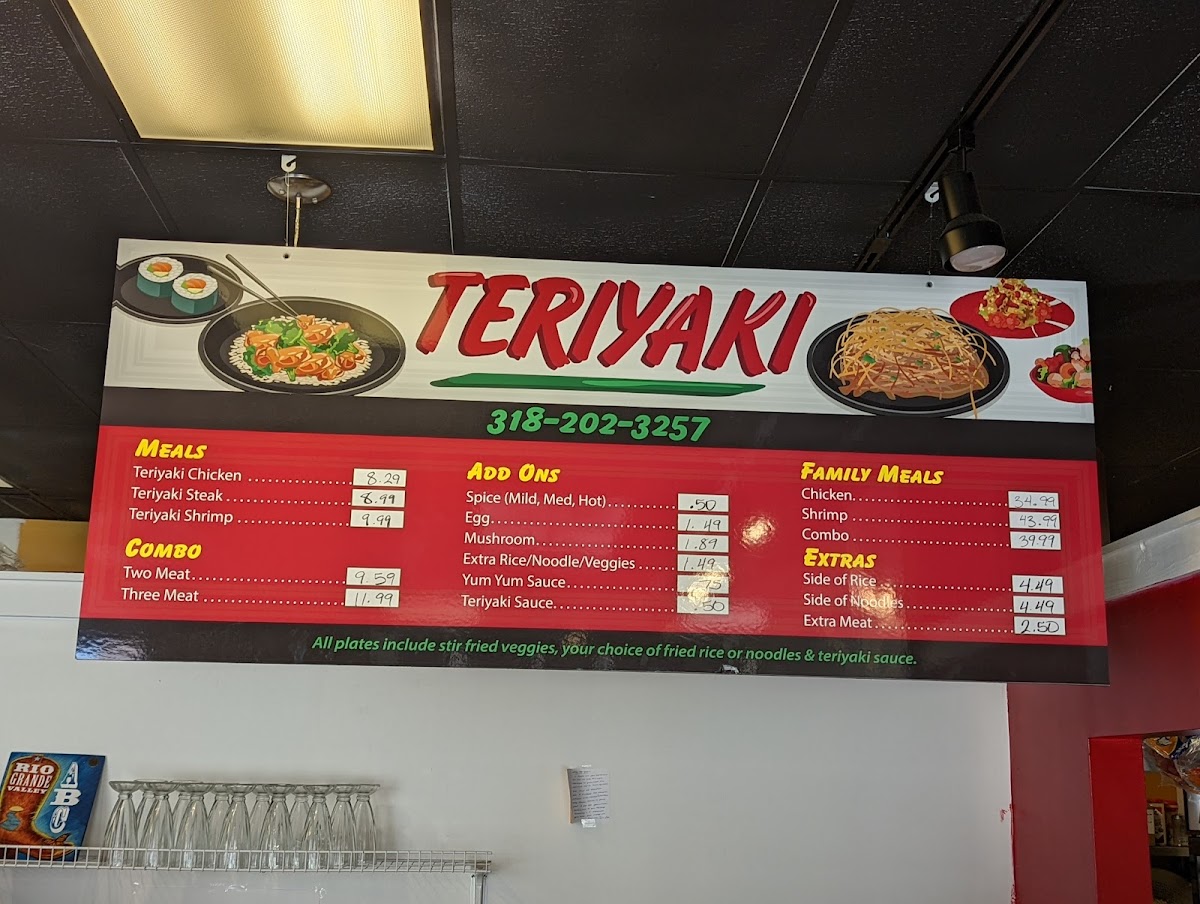 TERIYAKI
318-202-3257
MEALS
Teriyaki Chicken 8.29
Teriyaki Steak 8.99
Teriyaki Shrimp 9.99
COMBO
Two Meat 9.59
Three Meat 11.99
ADD ONS
Spice (Mild, Med, Hot) .50
Egg 1.49
Mushroom 1.89
Extra Rice/Noodle/Veggies 1.49
Yum Yum Sauce
Teriyaki Sauce .50
FAMILY MEALS
Chicken 34.99
Shrimp 43.99
Combo 39.99
EXTRAS
Side of Rice 4.49
Side of Noodles 4.49
Extra Meat 2.50
All plates include stir fried veggies, your choice of fried rice or noodles & teriyaki sauce.
RIO
GRANDE
VALLEY
ABC